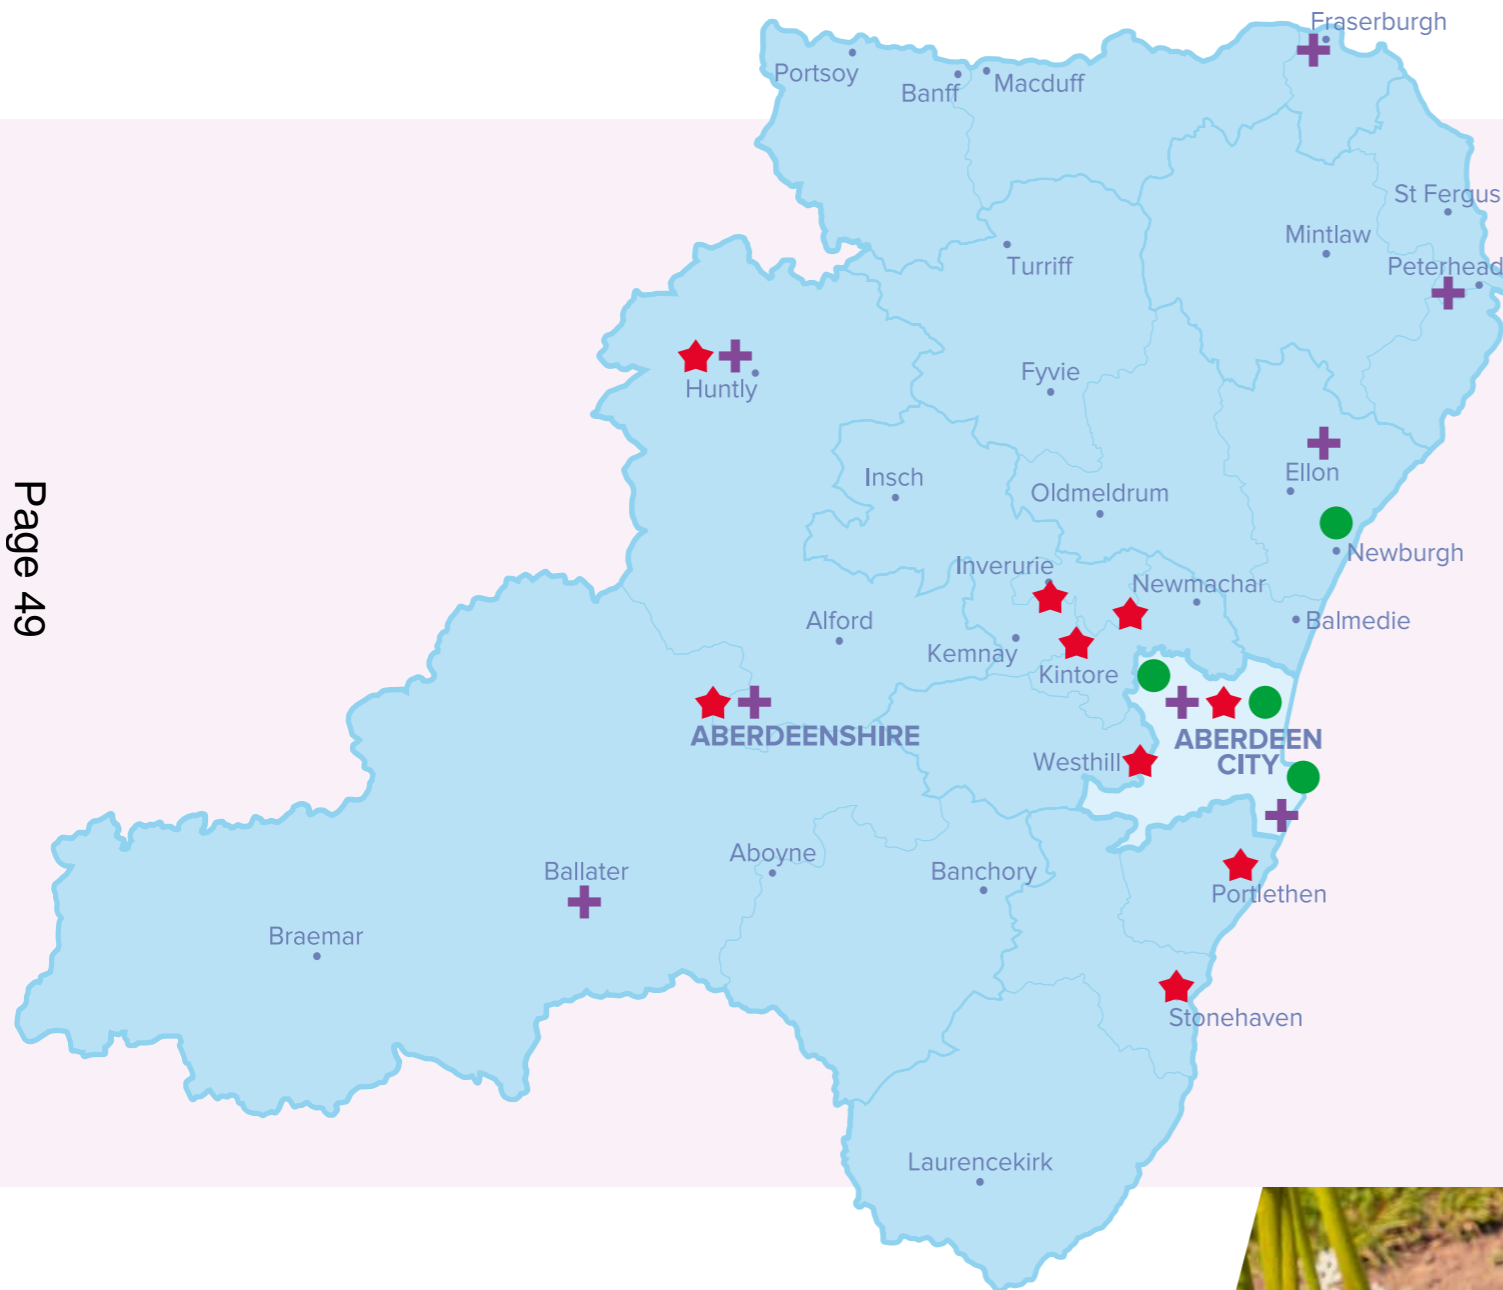 Fraserburgh
Portsoy
Banff
Macduff
St Fergus
Mintlaw
Turriff
Peterhead
Fyvie
Huntly
Ellon
Insch
Oldmeldrum
Newburgh
Inverurie
Newmachar
Alford
Balmedie
Kemnay
Kintore
ABERDEENSHIRE
ABERDEEN
CITY
Westhill
Aboyne
Ballater
Banchory
Portlethen
Braemar
Stonehaven
Laurencekirk
Page 49